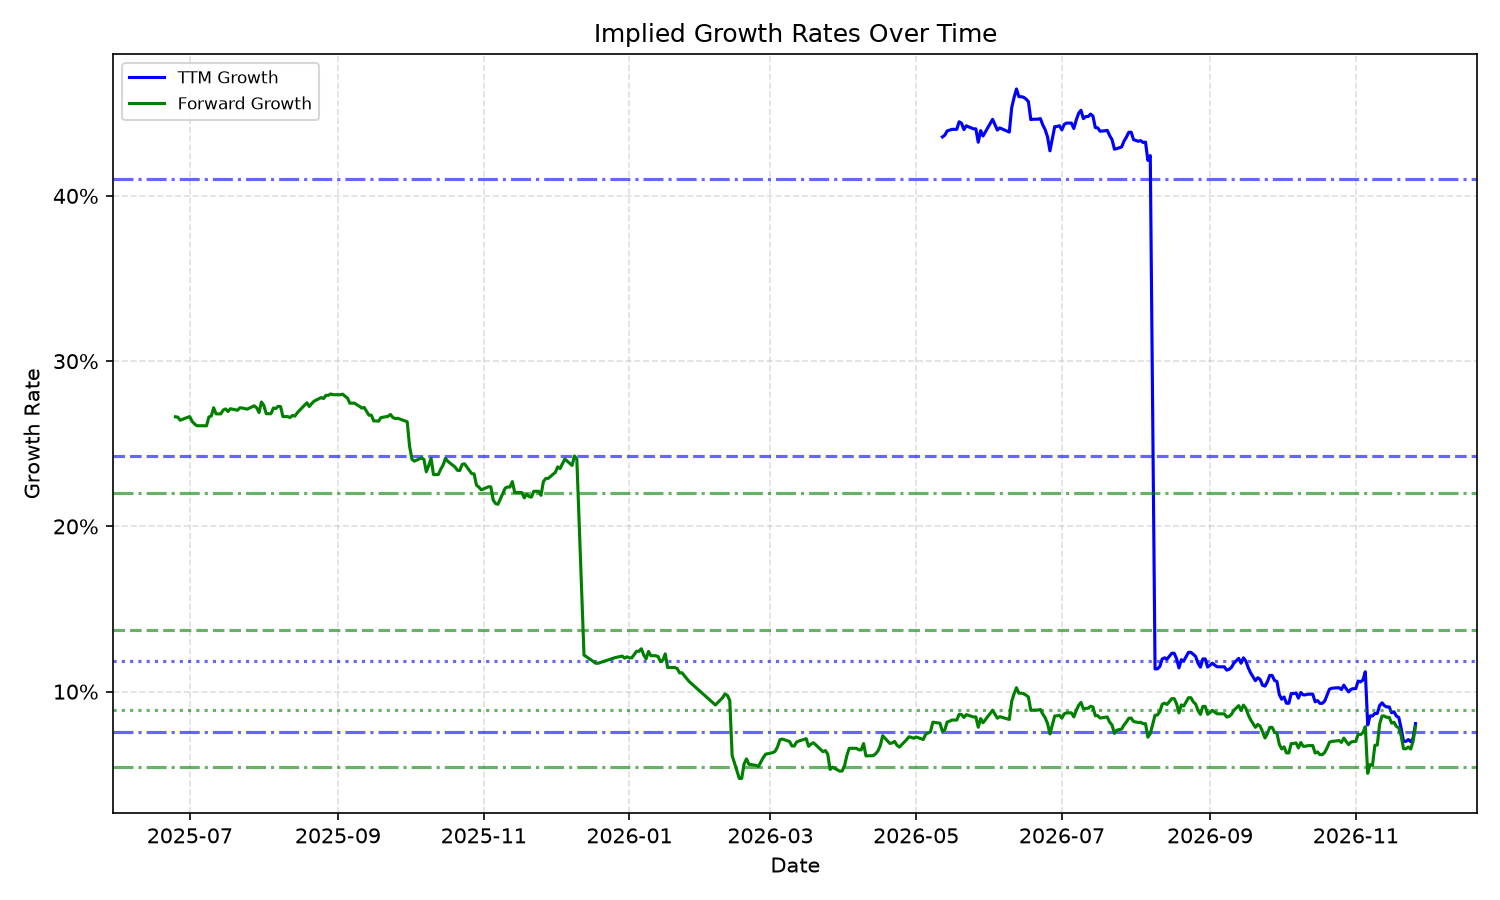 Implied Growth Rates Over Time
TTM Growth
Forward Growth
Growth Rate
40%
30%
20%
10%
2025-07
2025-09
2025-11
2026-01
2026-03
2026-05
2026-07
2026-09
2026-11
Date